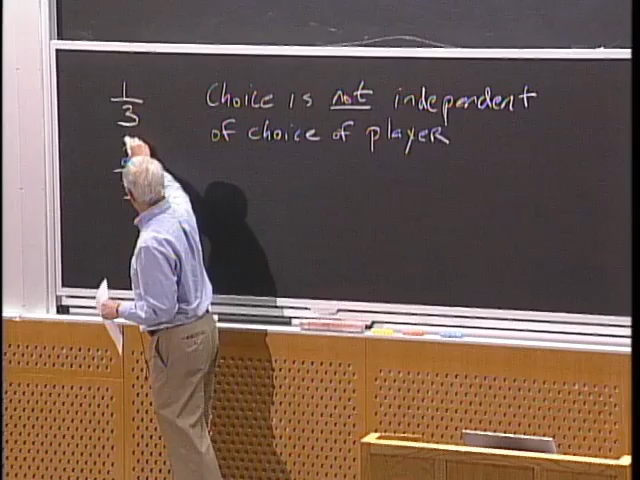 1/3
Choice is not independent
of choice of player